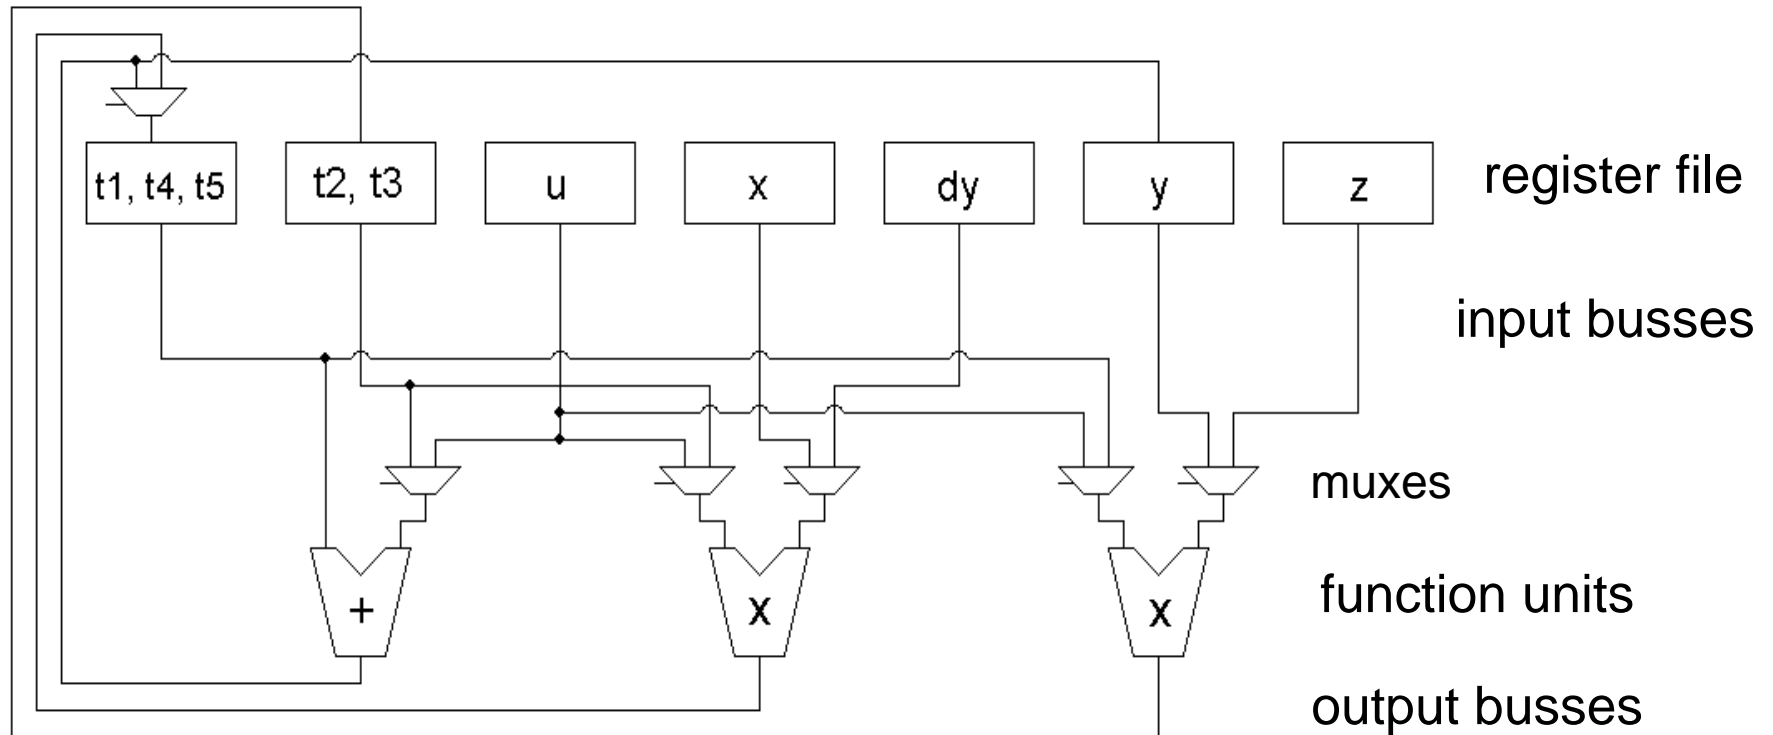 t1, t4, t5
t2, t3
u
x
dy
y
z
register file
input busses
muxes
+
x
x
function units
output busses